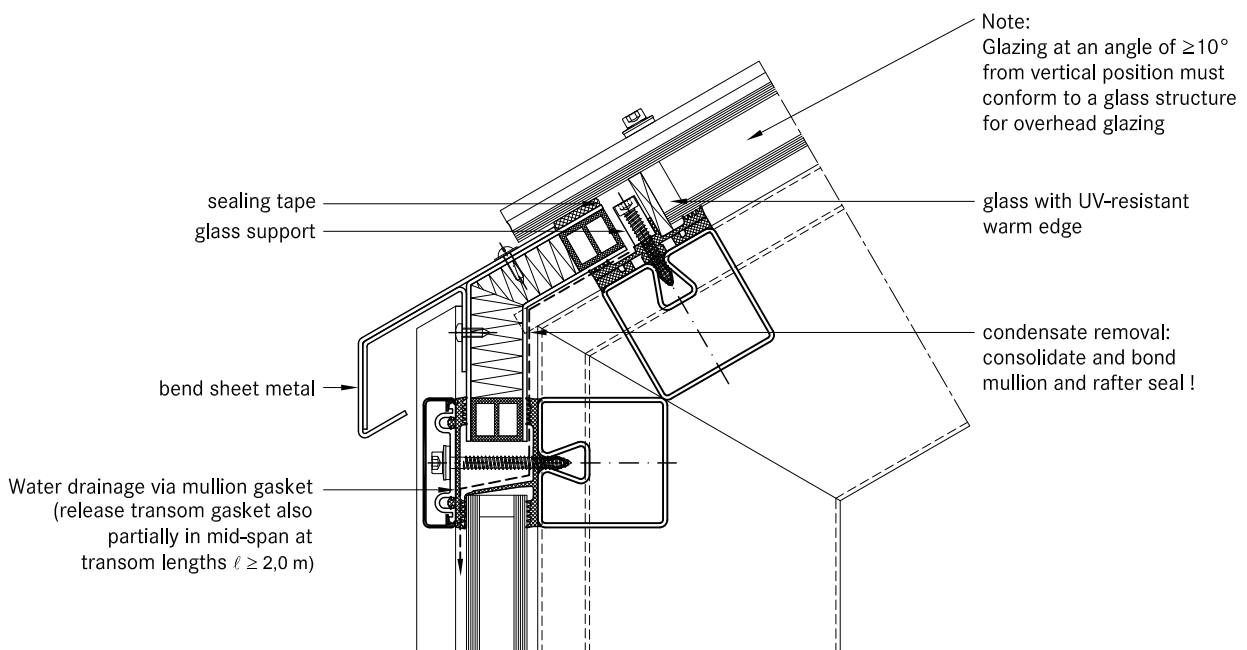 Note:
Glazing at an angle of ≥10°
from vertical position must
conform to a glass structure
for overhead glazing
sealing tape
glass support
glass with UV-resistant
warm edge
condensate removal:
consolidate and bond
mullion and rafter seal !
bend sheet metal
Water drainage via mullion gasket
(release transom gasket also
partially in mid-span at
transom lengths ℓ ≥ 2,0 m)